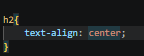 h2{
    text-align: center;
}